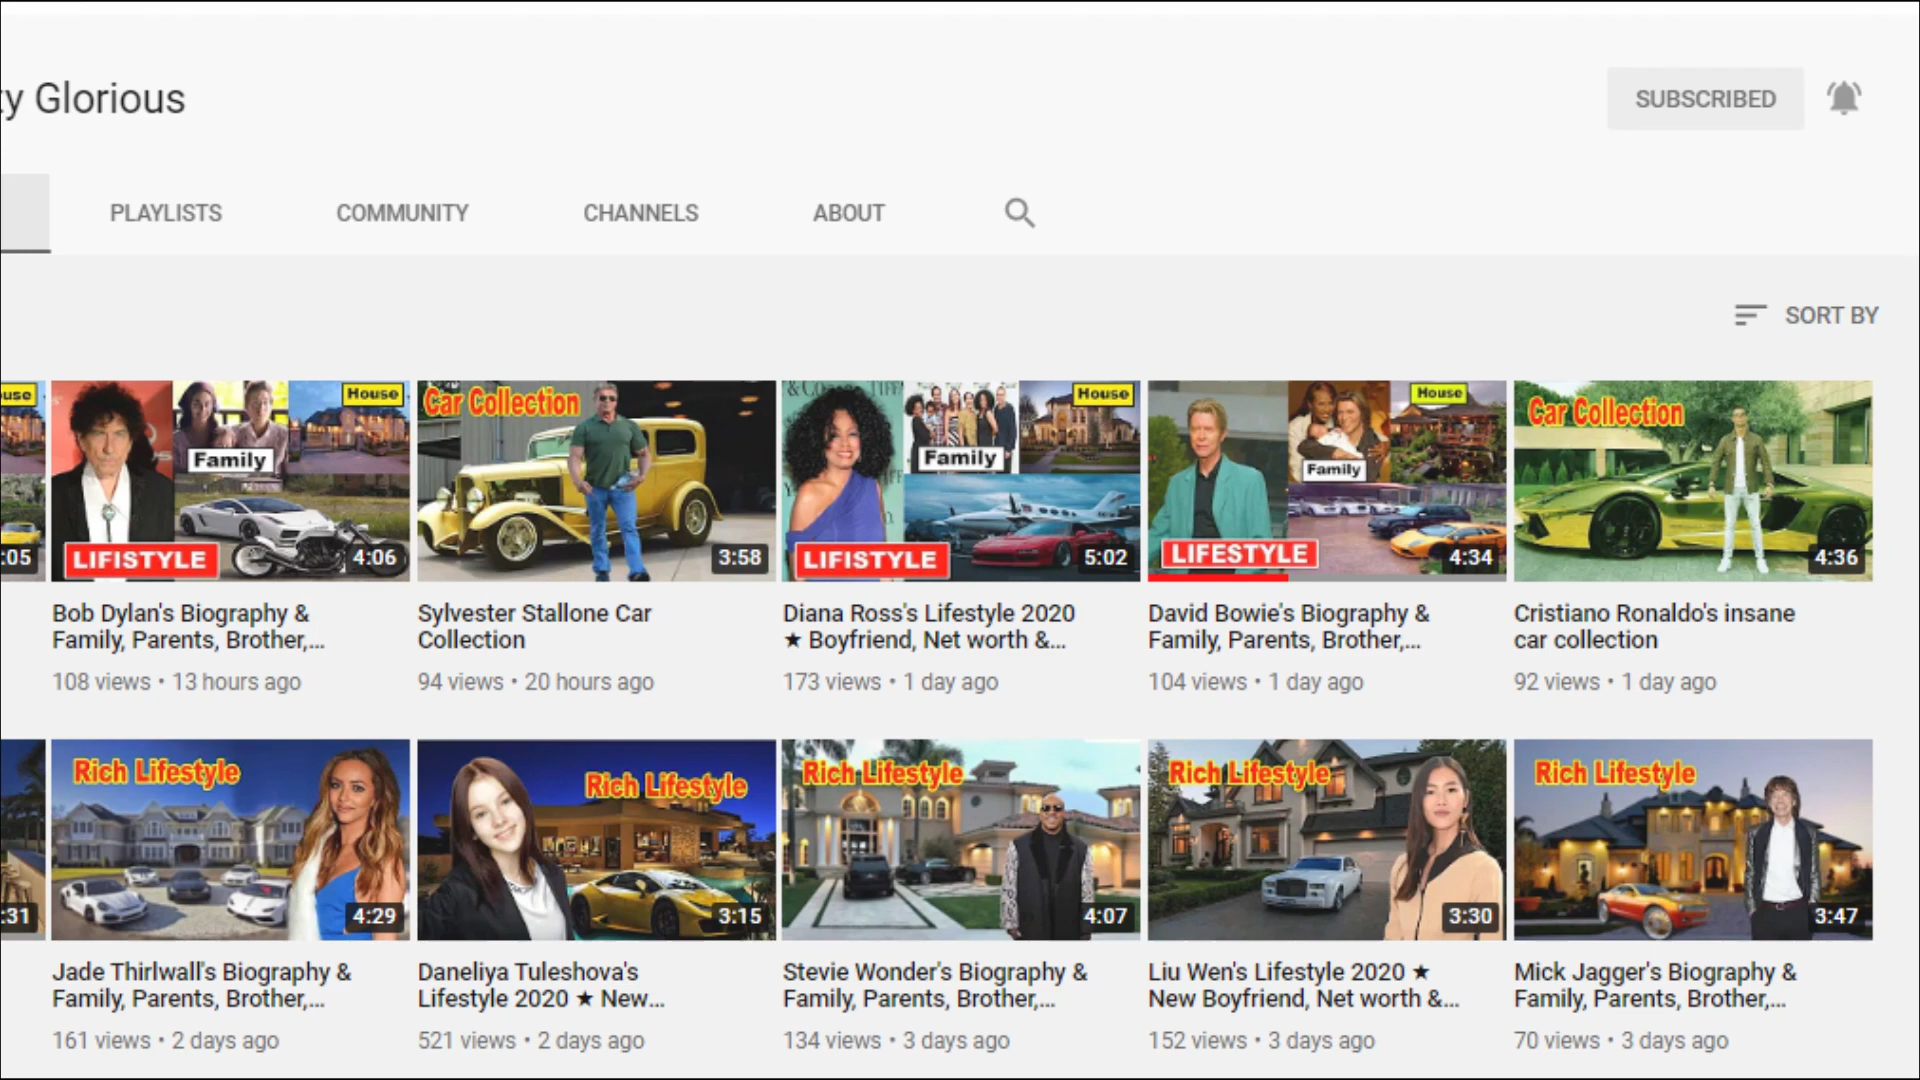 ty Glorious
SUBSCRIBED
PLAYLISTS
COMMUNITY
CHANNELS
ABOUT
SORT BY
use
:05
House
Family
LIFISTYLE
4:06
Car Collection
3:58
House
Family
LIFISTYLE
5:02
House
Family
LIFESTYLE
4:34
Car Collection
4:36
Bob Dylan's Biography &
Family, Parents, Brother,...
108 views • 13 hours ago
Sylvester Stallone Car
Collection
94 views • 20 hours ago
Diana Ross's Lifestyle 2020
★ Boyfriend, Net worth &...
173 views • 1 day ago
David Bowie's Biography &
Family, Parents, Brother,...
104 views • 1 day ago
Cristiano Ronaldo's insane
car collection
92 views • 1 day ago
:31
Rich Lifestyle
4:29
Rich Lifestyle
3:15
Rich Lifestyle
4:07
Rich Lifestyle
3:30
Rich Lifestyle
3:47
Jade Thirlwall's Biography &
Family, Parents, Brother,...
161 views • 2 days ago
Daneliya Tuleshova's
Lifestyle 2020 ★ New...
521 views • 2 days ago
Stevie Wonder's Biography &
Family, Parents, Brother,...
134 views • 3 days ago
Liu Wen's Lifestyle 2020 ★
New Boyfriend, Net worth &...
152 views • 3 days ago
Mick Jagger's Biography &
Family, Parents, Brother,...
70 views • 3 days ago